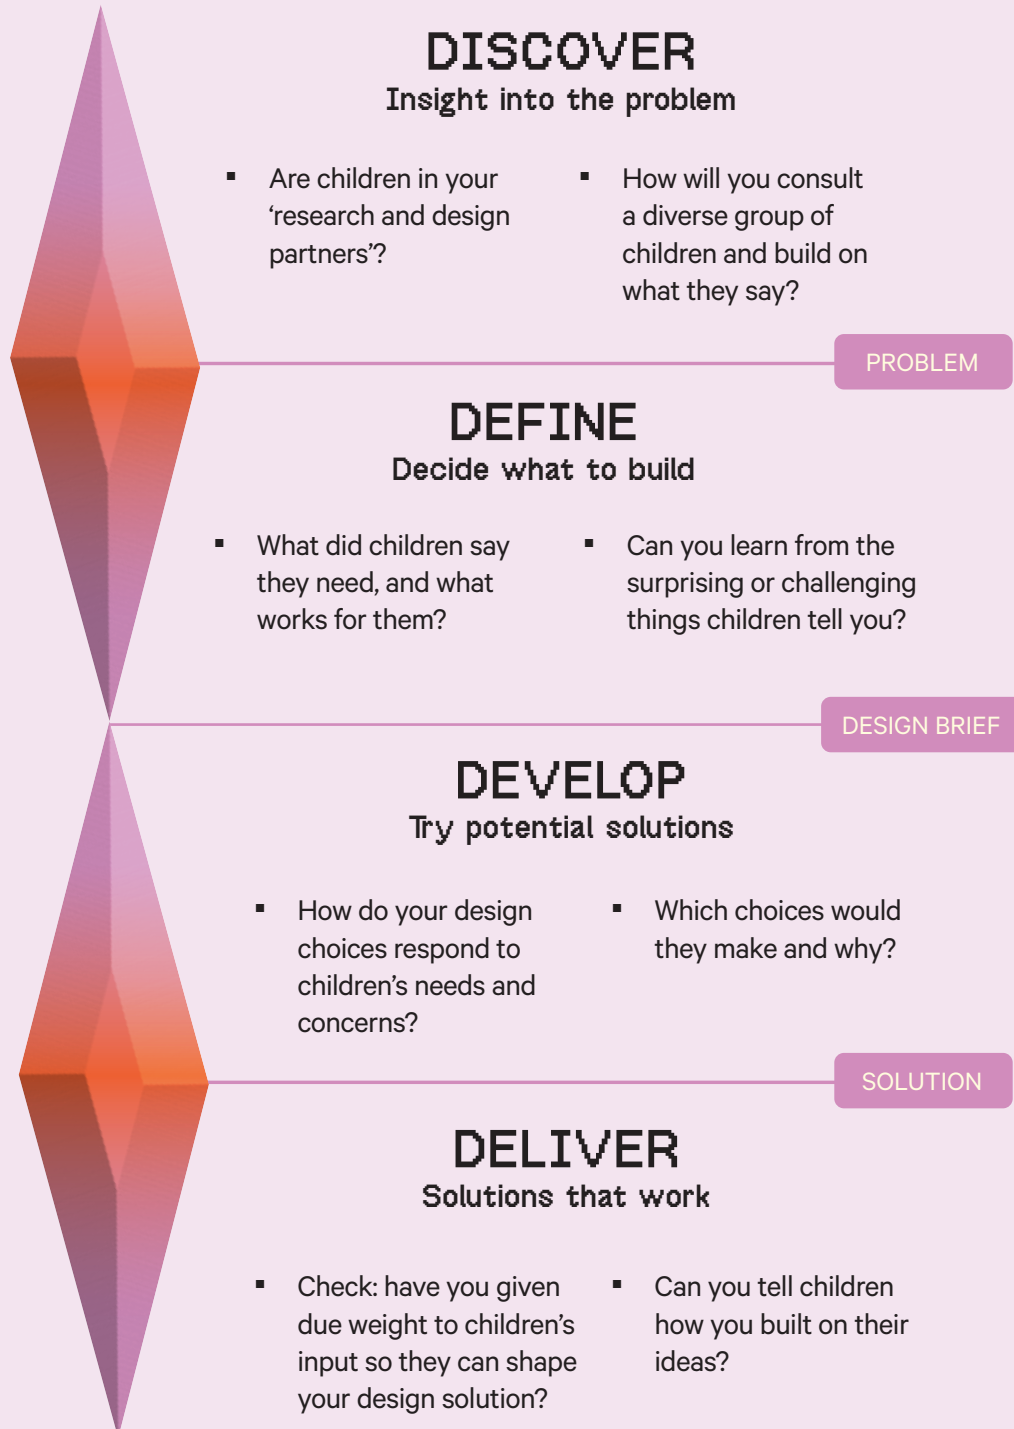 DISCOVER
Insight into the problem
▪ Are children in your
‘research and design
partners’?
▪ How will you consult
a diverse group of
children and build on
what they say?
PROBLEM
DEFINE
Decide what to build
▪ What did children say
they need, and what
works for them?
▪ Can you learn from the
surprising or challenging
things children tell you?
DESIGN BRIEF
DEVELOP
Try potential solutions
▪ How do your design
choices respond to
children’s needs and
concerns?
▪ Which choices would
they make and why?
SOLUTION
DELIVER
Solutions that work
▪ Check: have you given
due weight to children’s
input so they can shape
your design solution?
▪ Can you tell children
how you built on their
ideas?